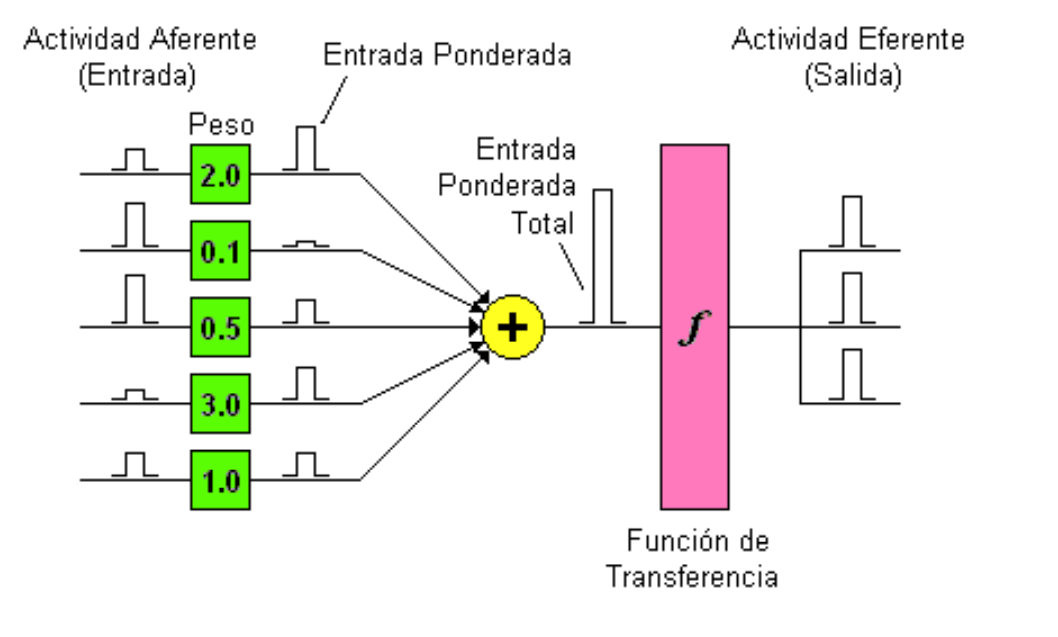 Actividad Aferente
(Entrada)
Entrada Ponderada
Actividad Eferente
(Salida)
Peso
2.0
Entrada
Ponderada
Total
0.1
0.5
+
f
3.0
1.0
Función de
Transferencia